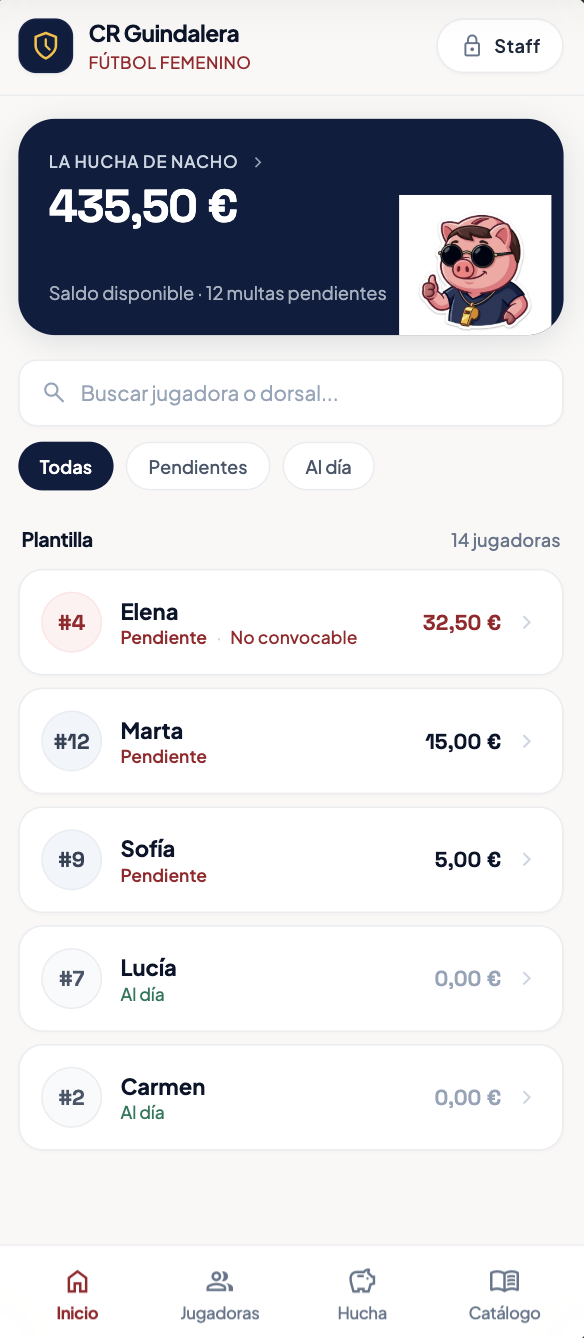 CR Guindalera
FÚTBOL FEMENINO
Staff
LA HUCHA DE NACHO
435,50 €
Saldo disponible · 12 multas pendientes
Buscar jugadora o dorsal...
Todas
Pendientes
Al día
Plantilla
14 jugadoras
#4
Elena
Pendiente · No convocable
32,50 €
#12
Marta
Pendiente
15,00 €
#9
Sofía
Pendiente
5,00 €
#7
Lucía
Al día
0,00 €
#2
Carmen
Al día
0,00 €
Inicio
Jugadoras
Hucha
Catálogo